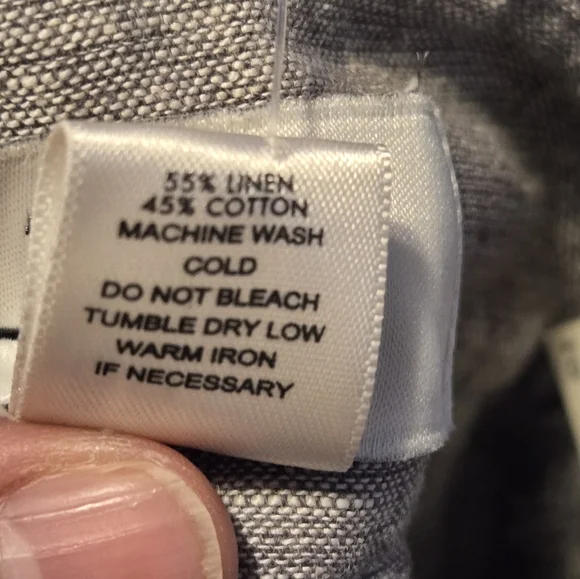 55% LINEN
45% COTTON
MACHINE WASH
COLD
DO NOT BLEACH
TUMBLE DRY LOW
WARM IRON
IF NECESSARY